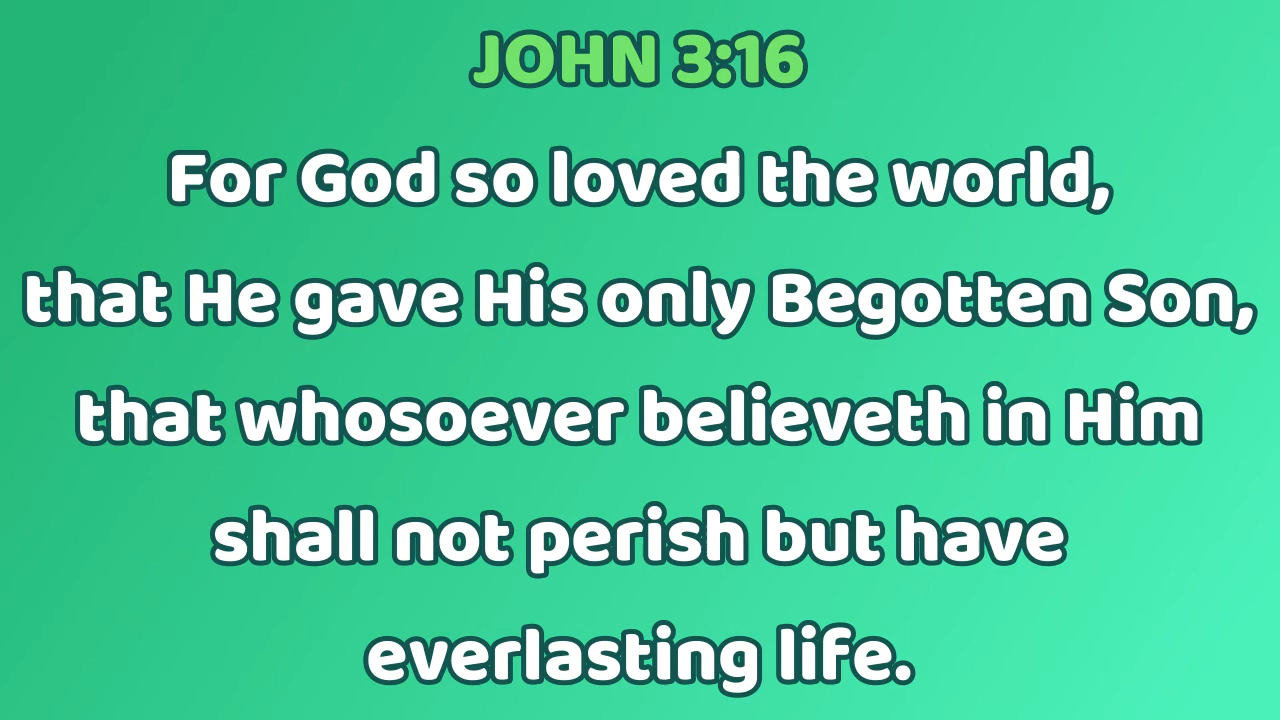 JOHN 3:16
For God so loved the world,
that He gave His only Begotten Son,
that whosoever believeth in Him
shall not perish but have
everlasting life.